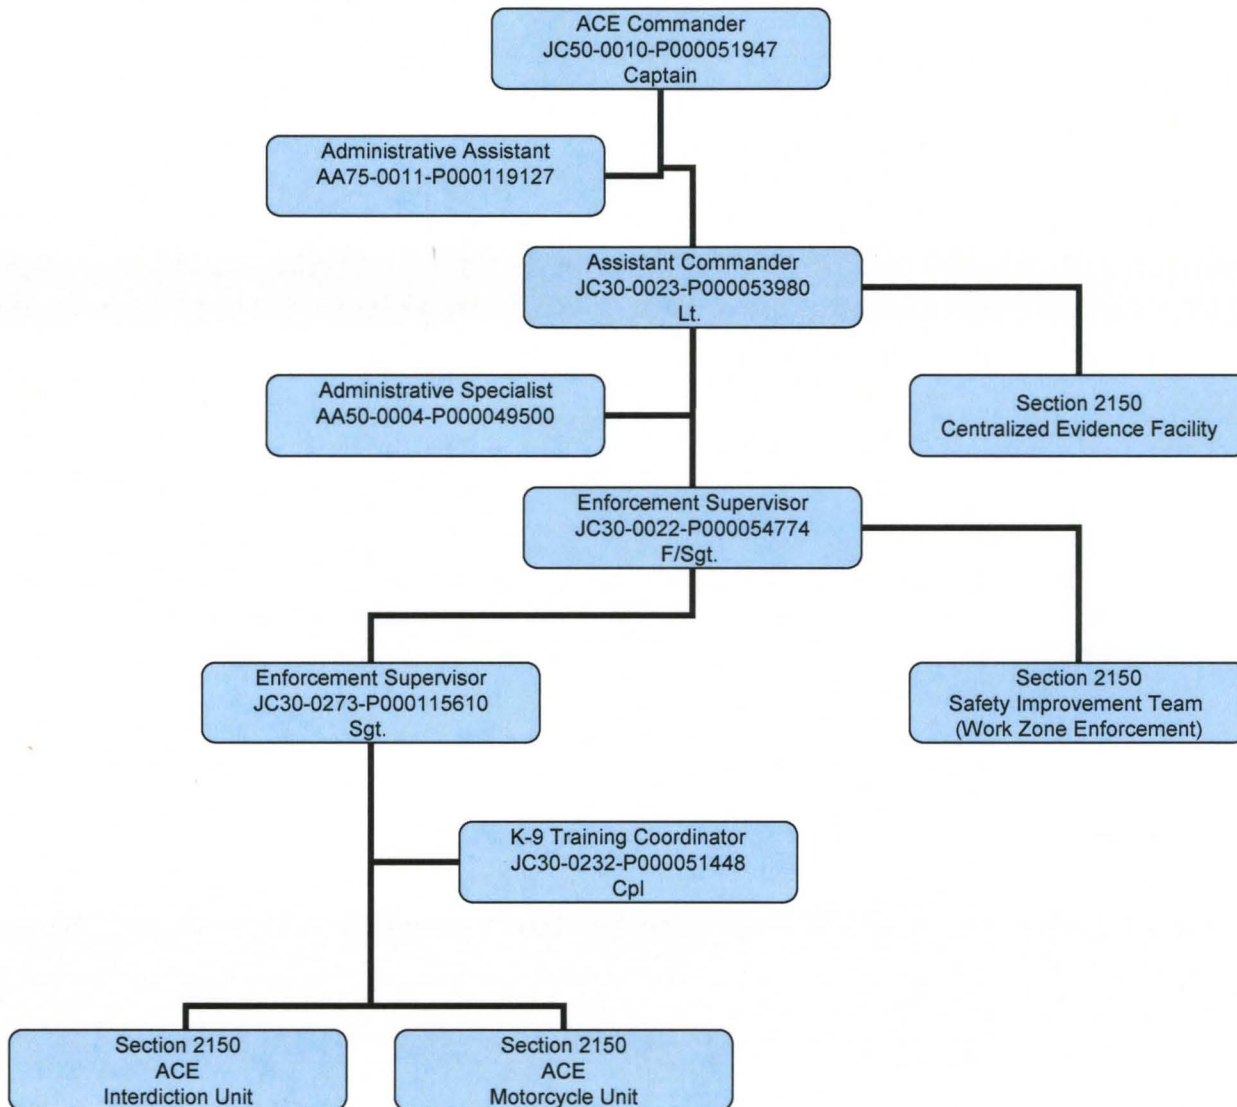 ACE Commander
JC50-0010-P000051947
Captain
Administrative Assistant
AA75-0011-P000119127
Assistant Commander
JC30-0023-P000053980
Lt.
Administrative Specialist
AA50-0004-P000049500
Section 2150
Centralized Evidence Facility
Enforcement Supervisor
JC30-0022-P000054774
F/Sgt.
Enforcement Supervisor
JC30-0273-P000115610
Sgt.
Section 2150
Safety Improvement Team
(Work Zone Enforcement)
K-9 Training Coordinator
JC30-0232-P000051448
Cpl
Section 2150
ACE
Interdiction Unit
Section 2150
ACE
Motorcycle Unit